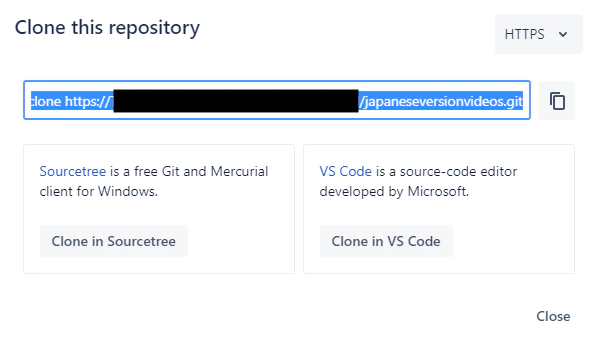 Clone this repository
HTTPS
clone https://
/japaneseversionvideos.git
Sourcetree is a free Git and Mercurial
client for Windows.
Clone in Sourcetree
VS Code is a source-code editor
developed by Microsoft.
Clone in VS Code
Close